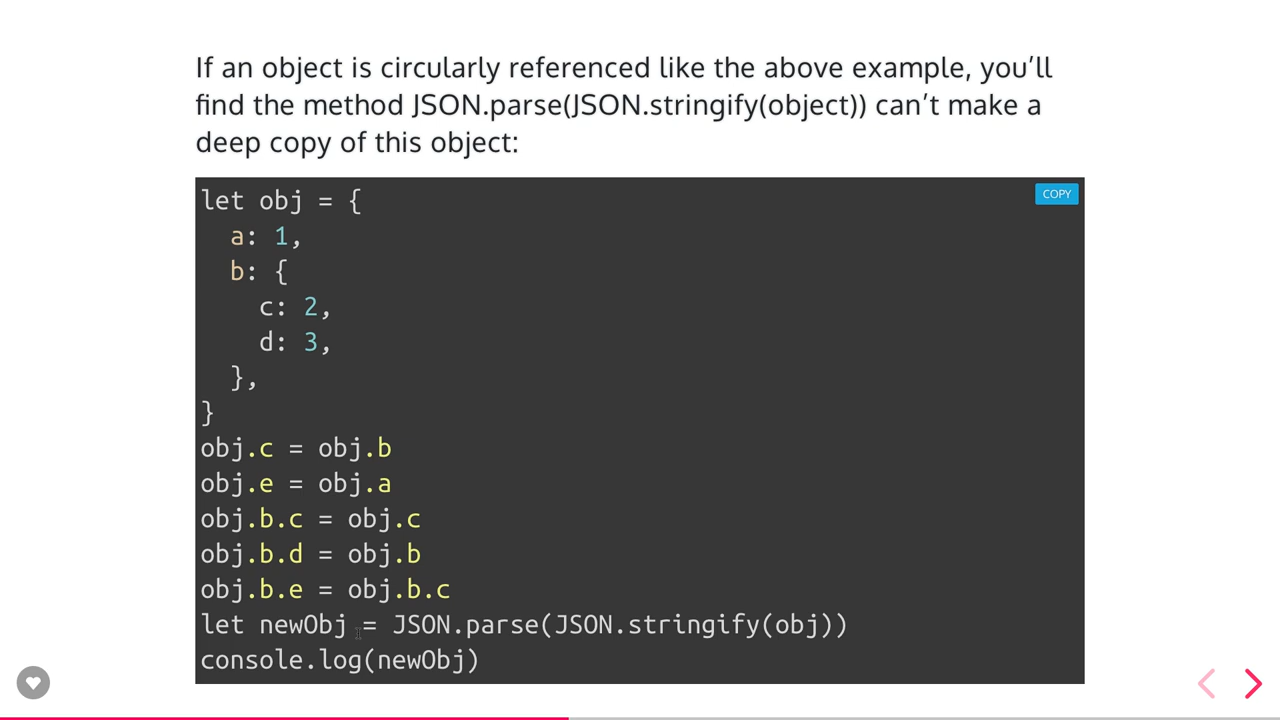 If an object is circularly referenced like the above example, you’ll
find the method JSON.parse(JSON.stringify(object)) can’t make a
deep copy of this object:
COPY
let obj = {
  a: 1,
  b: {
    c: 2,
    d: 3,
  },
}
obj.c = obj.b
obj.e = obj.a
obj.b.c = obj.c
obj.b.d = obj.b
obj.b.e = obj.b.c
let newObj = JSON.parse(JSON.stringify(obj))
console.log(newObj)